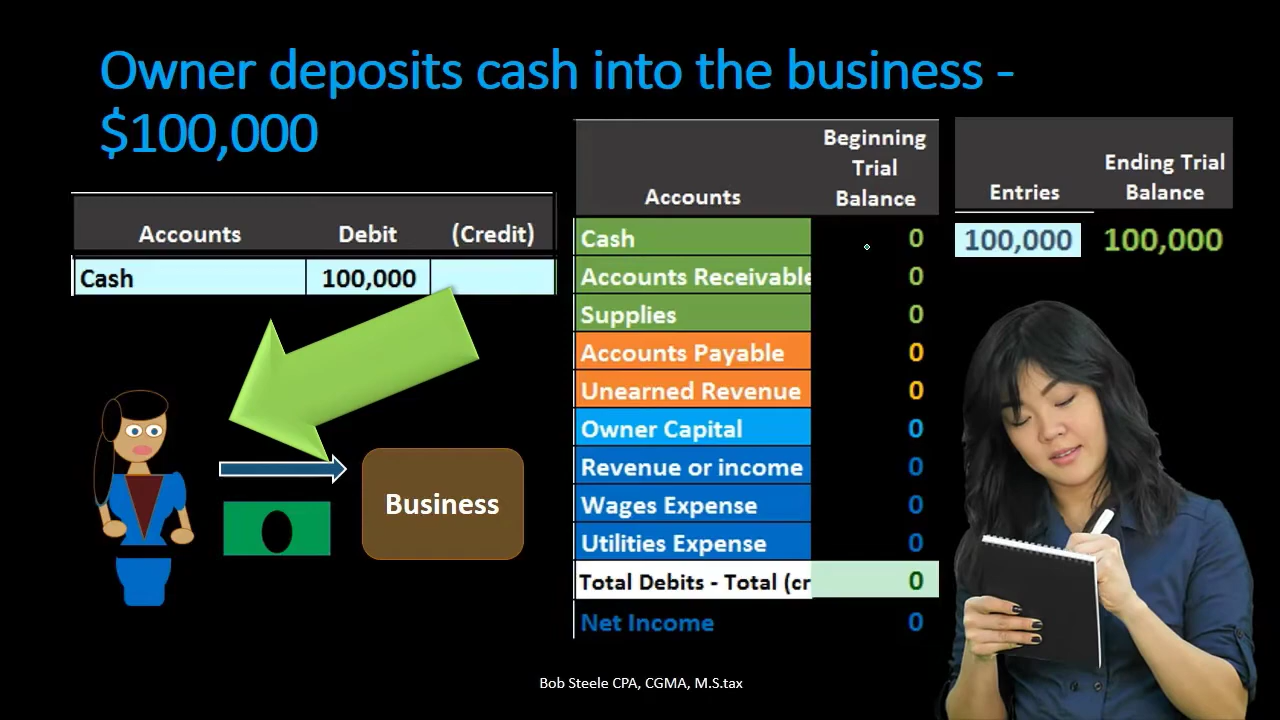 Owner deposits cash into the business -
$100,000
Accounts Debit (Credit)
Cash 100,000
Business
Accounts Beginning Trial Balance Entries Ending Trial Balance
Cash 0 100,000 100,000
Accounts Receivable 0
Supplies 0
Accounts Payable 0
Unearned Revenue 0
Owner Capital 0
Revenue or income 0
Wages Expense 0
Utilities Expense 0
Total Debits - Total (cr 0
Net Income 0
Bob Steele CPA, CGMA, M.S.tax